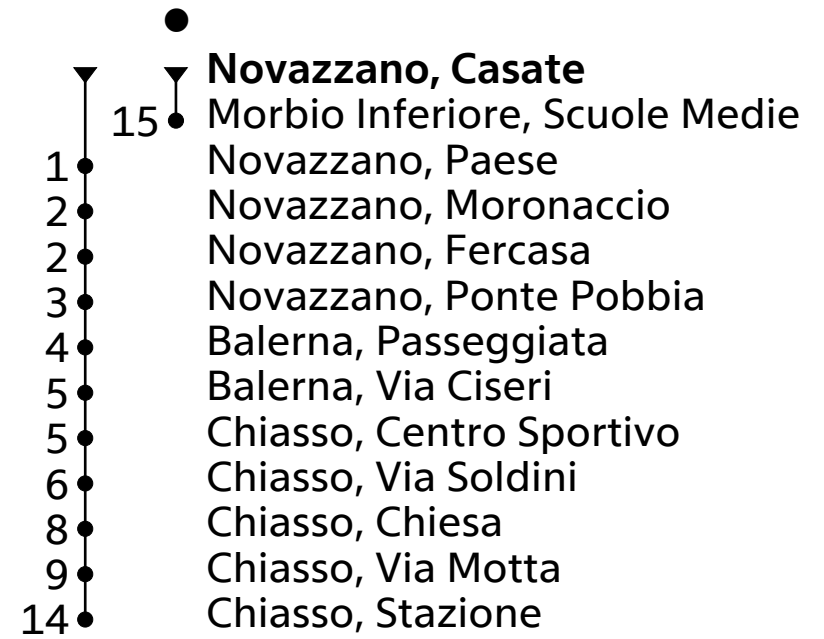 Novazzano, Casate
15 Morbio Inferiore, Scuole Medie
1 Novazzano, Paese
2 Novazzano, Moronaccio
2 Novazzano, Fercasa
3 Novazzano, Ponte Pobbia
4 Balerna, Passeggiata
5 Balerna, Via Ciseri
5 Chiasso, Centro Sportivo
6 Chiasso, Via Soldini
8 Chiasso, Chiesa
9 Chiasso, Via Motta
14 Chiasso, Stazione